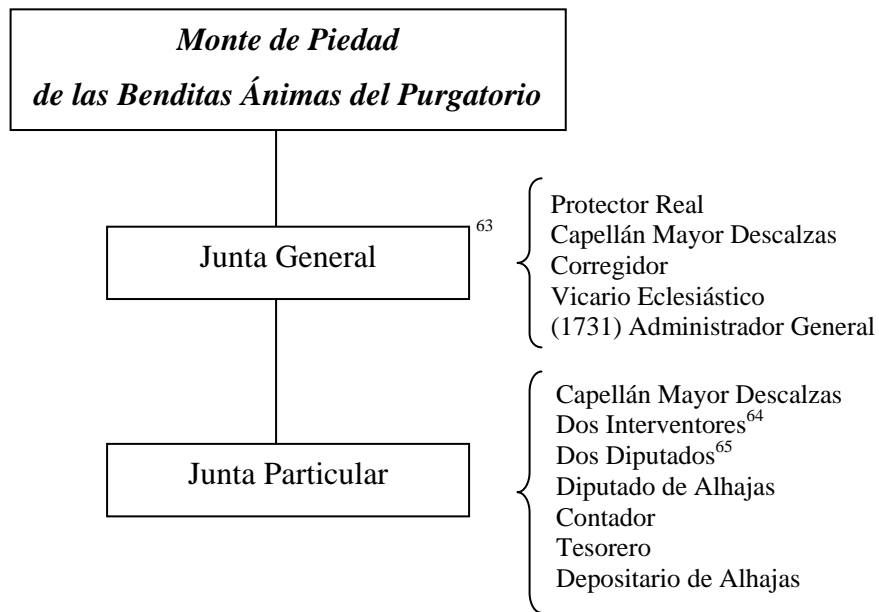 Monte de Piedad
de las Benditas Ánimas del Purgatorio
Junta General 63
Protector Real
Capellán Mayor Descalzas
Corregidor
Vicario Eclesiástico
(1731) Administrador General
Junta Particular
Capellán Mayor Descalzas
Dos Interventores64
Dos Diputados65
Diputado de Alhajas
Contador
Tesorero
Depositario de Alhajas